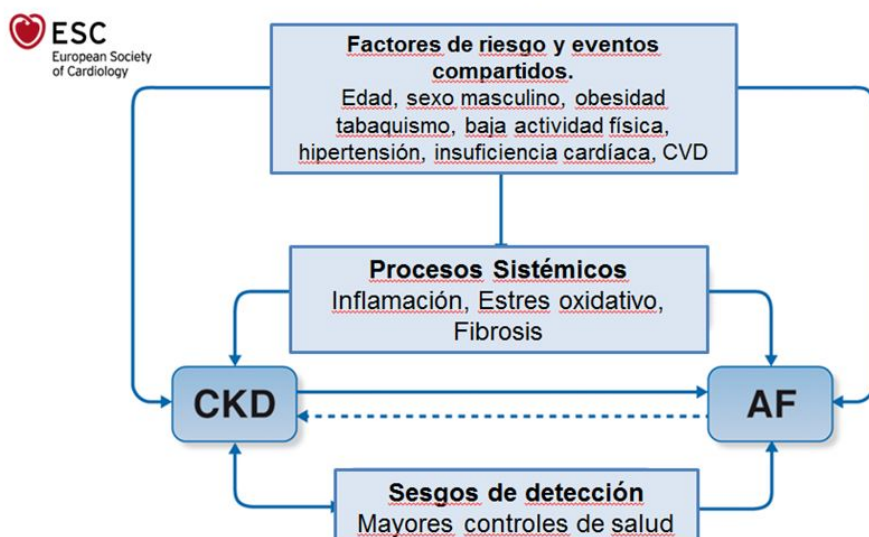 ESC
European Society
of Cardiology
Factores de riesgo y eventos
compartidos.
Edad, sexo masculino, obesidad
tabaquismo, baja actividad física,
hipertensión, insuficiencia cardíaca, CVD
Procesos Sistémicos
Inflamación, Estres oxidativo,
Fibrosis
CKD
AF
Sesgos de detección
Mayores controles de salud